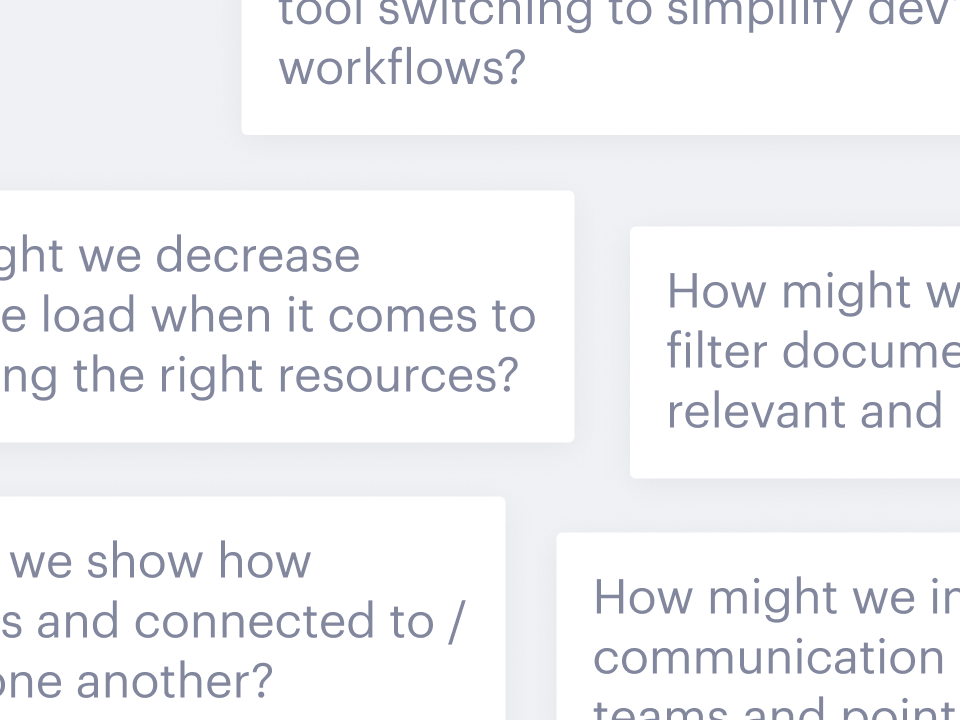 tool switching to simplify dev'
workflows?
ght we decrease
e load when it comes to
ng the right resources?
How might w
filter docume
relevant and
we show how
s and connected to /
one another?
How might we in
communication
teams and point